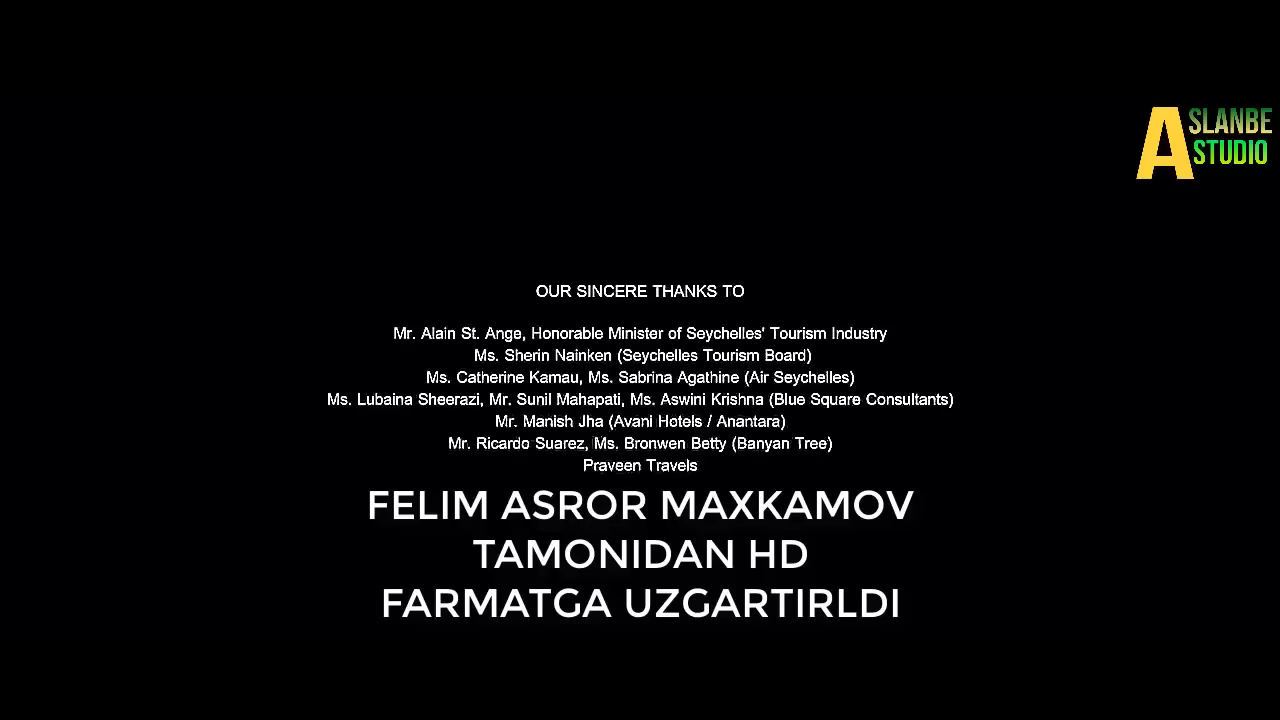 ASLANBE
STUDIO
OUR SINCERE THANKS TO
Mr. Alain St. Ange, Honorable Minister of Seychelles' Tourism Industry
Ms. Sherin Nainken (Seychelles Tourism Board)
Ms. Catherine Kamau, Ms. Sabrina Agathine (Air Seychelles)
Ms. Lubaina Sheerazi, Mr. Sunil Mahapati, Ms. Aswini Krishna (Blue Square Consultants)
Mr. Manish Jha (Avani Hotels / Anantara)
Mr. Ricardo Suarez, Ms. Bronwen Betty (Banyan Tree)
Praveen Travels
FELIM ASROR MAXKAMOV
TAMONIDAN HD
FARMATGA UZGARTIRLDI